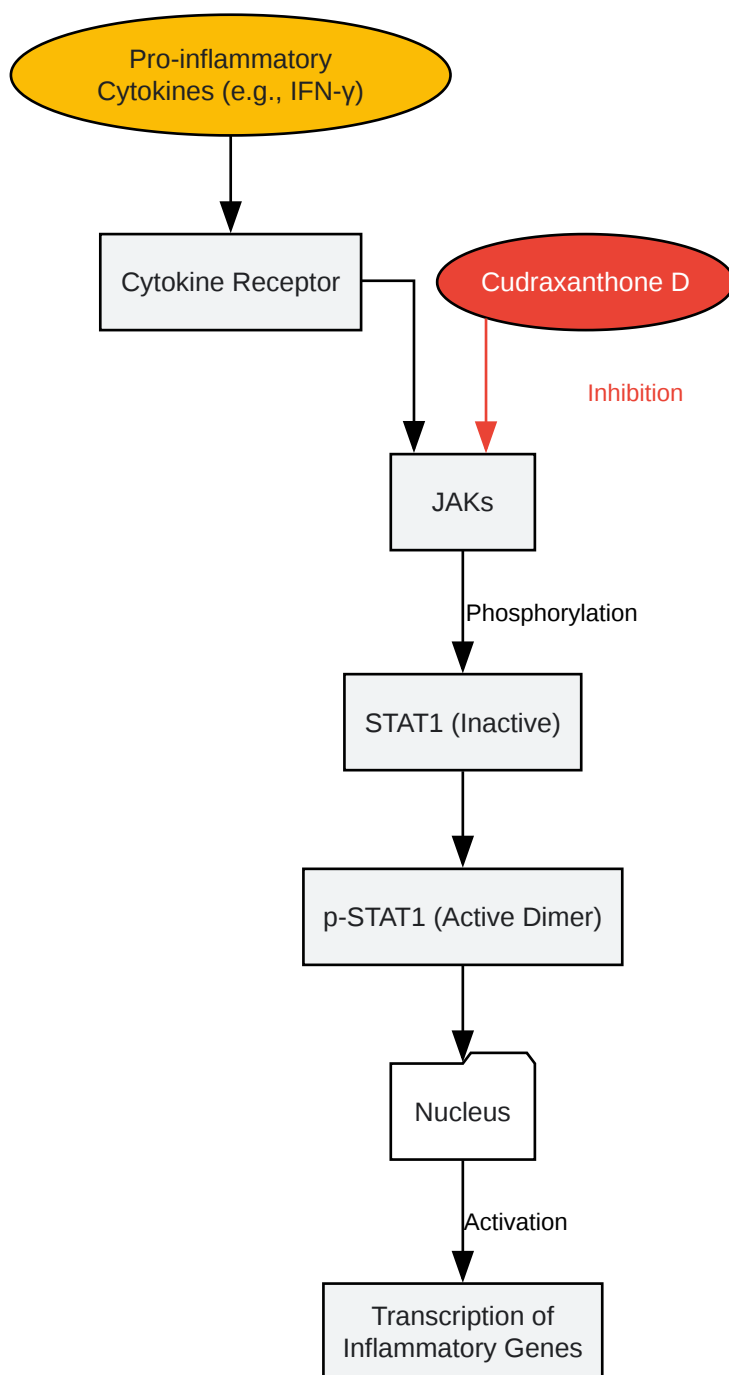 Pro-inflammatory
Cytokines (e.g., IFN-γ)
Cytokine Receptor
Cudraxanthone D
Inhibition
JAKs
Phosphorylation
STAT1 (Inactive)
p-STAT1 (Active Dimer)
Nucleus
Activation
Transcription of
Inflammatory Genes